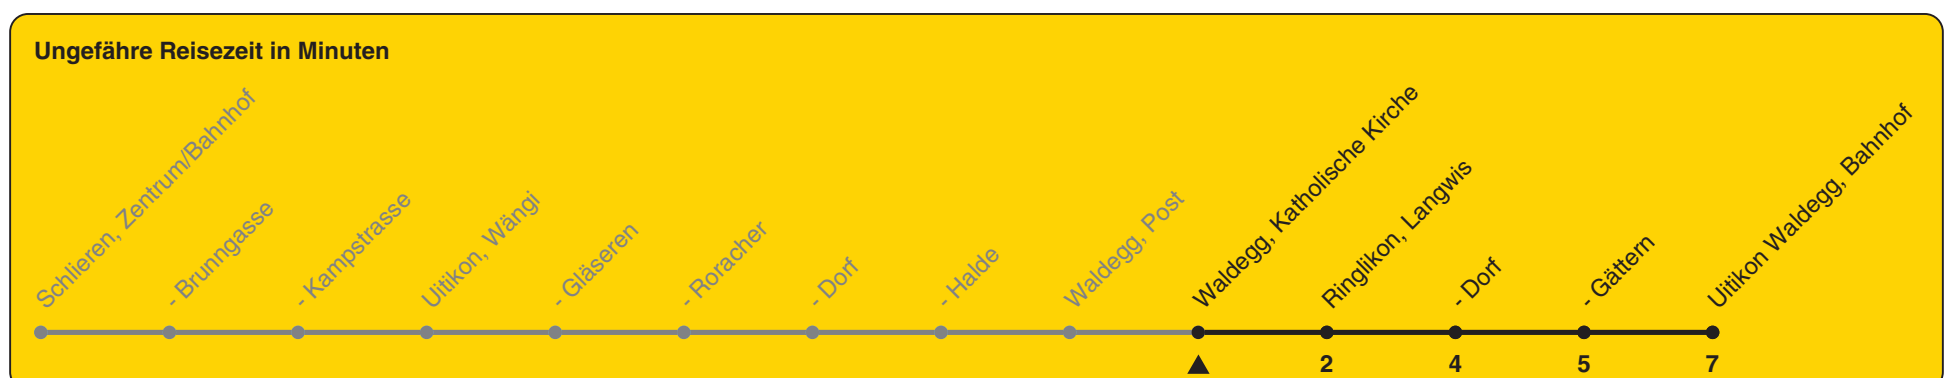 Ungefähre Reisezeit in Minuten
Schlieren, Zentrum/Bahnhof
- Brunngasse
- Kampstrasse
Uitikon, Wängi
- Gläseren
- Roracher
- Dorf
- Halde
Waldegg, Post
Waldegg, Katholische Kirche
Ringlikon, Langwis
- Dorf
- Gättern
Uitikon Waldegg, Bahnhof
2 4 5 7